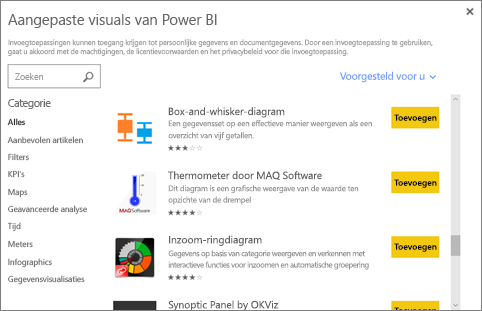 Aangepaste visuals van Power BI
Invoegtoepassingen kunnen toegang krijgen tot persoonlijke gegevens en documentgegevens. Door een invoegtoepassing te gebruiken,
gaat u akkoord met de machtigingen, de licentievoorwaarden en het privacybeleid voor die invoegtoepassing.
Zoeken
Voorgesteld voor u
Categorie
Alles
Aanbevolen artikelen
Filters
KPI's
Maps
Geavanceerde analyse
Tijd
Meters
Infographics
Gegevensvisualisaties
Box-and-whisker-diagram
Een gegevensset op een effectieve manier weergeven als een
overzicht van vijf getallen.
Toevoegen
MAQ Software
Thermometer door MAQ Software
Dit diagram is een grafische weergave van de waarde ten
opzichte van de drempel
Toevoegen
Inzoom-ringdiagram
Gegevens op basis van categorie weergeven en verkennen met
interactieve functies voor inzoomen en automatische groepering
Toevoegen
Synoptic Panel by OKViz
Toevoegen